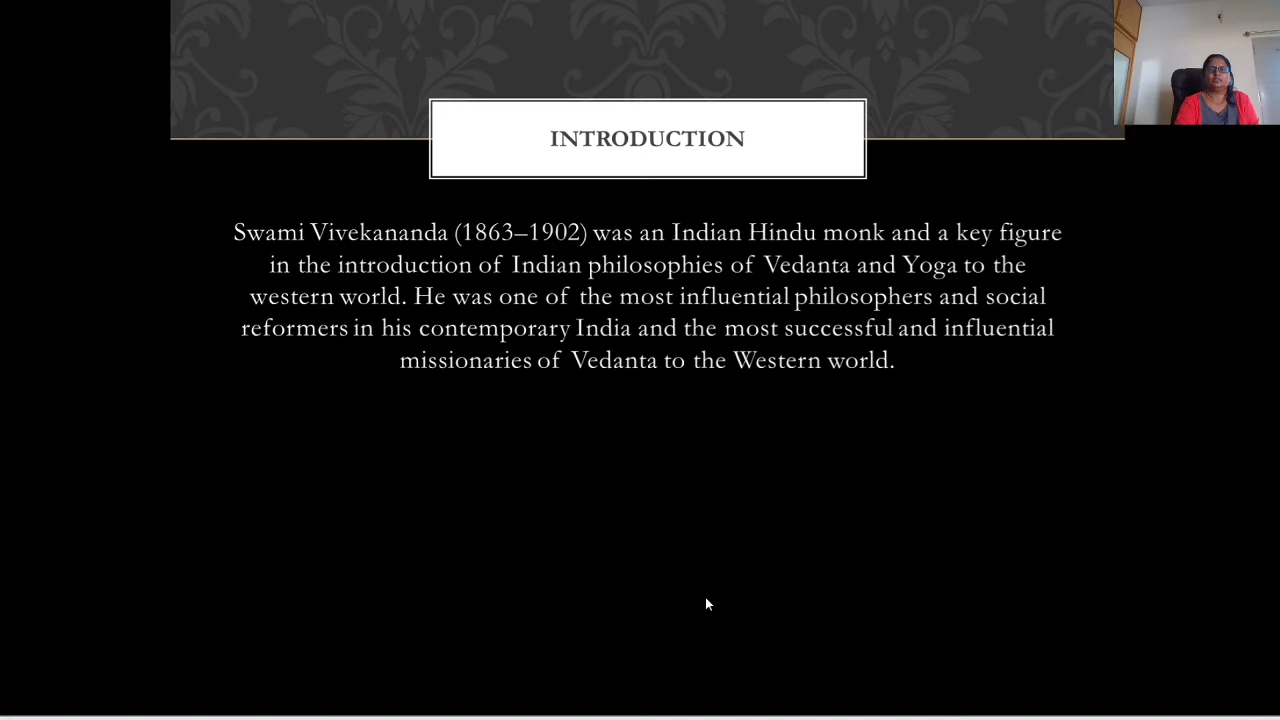 INTRODUCTION
Swami Vivekananda (1863–1902) was an Indian Hindu monk and a key figure
in the introduction of Indian philosophies of Vedanta and Yoga to the
western world. He was one of the most influential philosophers and social
reformers in his contemporary India and the most successful and influential
missionaries of Vedanta to the Western world.